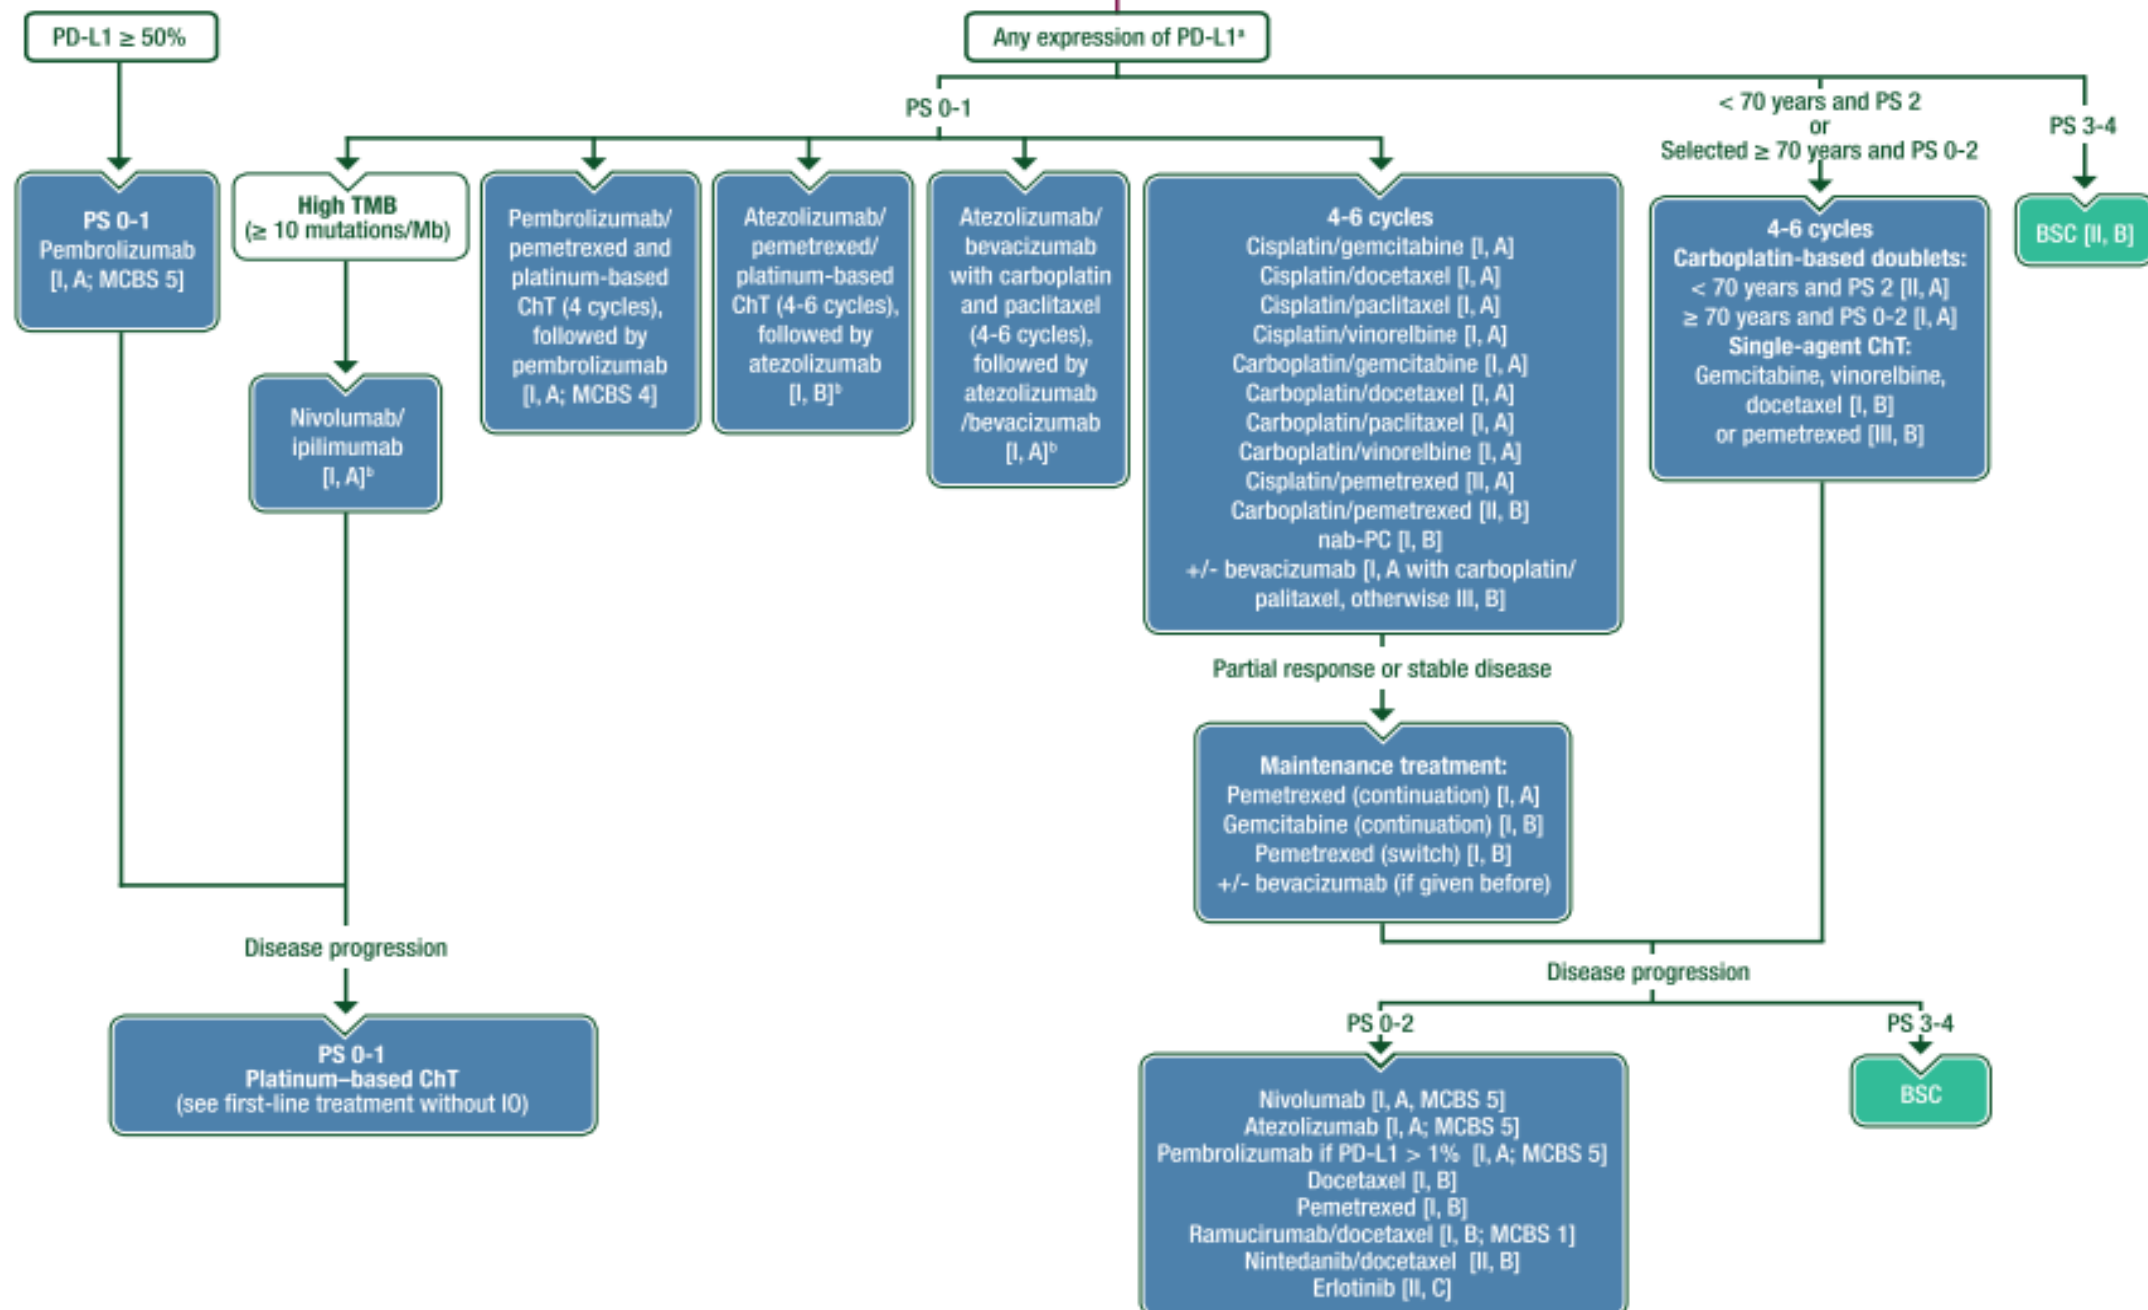 PD-L1 ≥ 50%
Any expression of PD-L1ᵃ
PS 0-1
< 70 years and PS 2
or
Selected ≥ 70 years and PS 0-2
PS 3-4
PS 0-1
Pembrolizumab
[I, A; MCBS 5]
High TMB
(≥ 10 mutations/Mb)
Nivolumab/
ipilimumab
[I, A]ᵇ
Pembrolizumab/
pemetrexed and
platinum-based
ChT (4 cycles),
followed by
pembrolizumab
[I, A; MCBS 4]
Atezolizumab/
pemetrexed/
platinum-based
ChT (4-6 cycles),
followed by
atezolizumab
[I, B]ᵇ
Atezolizumab/
bevacizumab
with carboplatin
and paclitaxel
(4-6 cycles),
followed by
atezolizumab
/bevacizumab
[I, A]ᵇ
4-6 cycles
Cisplatin/gemcitabine [I, A]
Cisplatin/docetaxel [I, A]
Cisplatin/paclitaxel [I, A]
Cisplatin/vinorelbine [I, A]
Carboplatin/gemcitabine [I, A]
Carboplatin/docetaxel [I, A]
Carboplatin/paclitaxel [I, A]
Carboplatin/vinorelbine [I, A]
Cisplatin/pemetrexed [II, A]
Carboplatin/pemetrexed [II, B]
nab-PC [I, B]
+/- bevacizumab [I, A with carboplatin/
palitaxel, otherwise III, B]
4-6 cycles
Carboplatin-based doublets:
< 70 years and PS 2 [II, A]
≥ 70 years and PS 0-2 [I, A]
Single-agent ChT:
Gemcitabine, vinorelbine,
docetaxel [I, B]
or pemetrexed [III, B]
BSC [II, B]
Partial response or stable disease
Maintenance treatment:
Pemetrexed (continuation) [I, A]
Gemcitabine (continuation) [I, B]
Pemetrexed (switch) [I, B]
+/- bevacizumab (if given before)
Disease progression
PS 0-1
Platinum–based ChT
(see first-line treatment without IO)
Disease progression
PS 0-2
PS 3-4
Nivolumab [I, A, MCBS 5]
Atezolizumab [I, A; MCBS 5]
Pembrolizumab if PD-L1 > 1% [I, A; MCBS 5]
Docetaxel [I, B]
Pemetrexed [I, B]
Ramucirumab/docetaxel [I, B; MCBS 1]
Nintedanib/docetaxel [II, B]
Erlotinib [II, C]
BSC